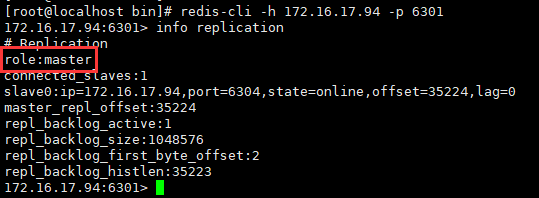 [root@localhost bin]# redis-cli -h 172.16.17.94 -p 6301
172.16.17.94:6301> info replication
# Replication
role:master
connected_slaves:1
slave0:ip=172.16.17.94,port=6304,state=online,offset=35224,lag=0
master_repl_offset:35224
repl_backlog_active:1
repl_backlog_size:1048576
repl_backlog_first_byte_offset:2
repl_backlog_histlen:35223
172.16.17.94:6301>